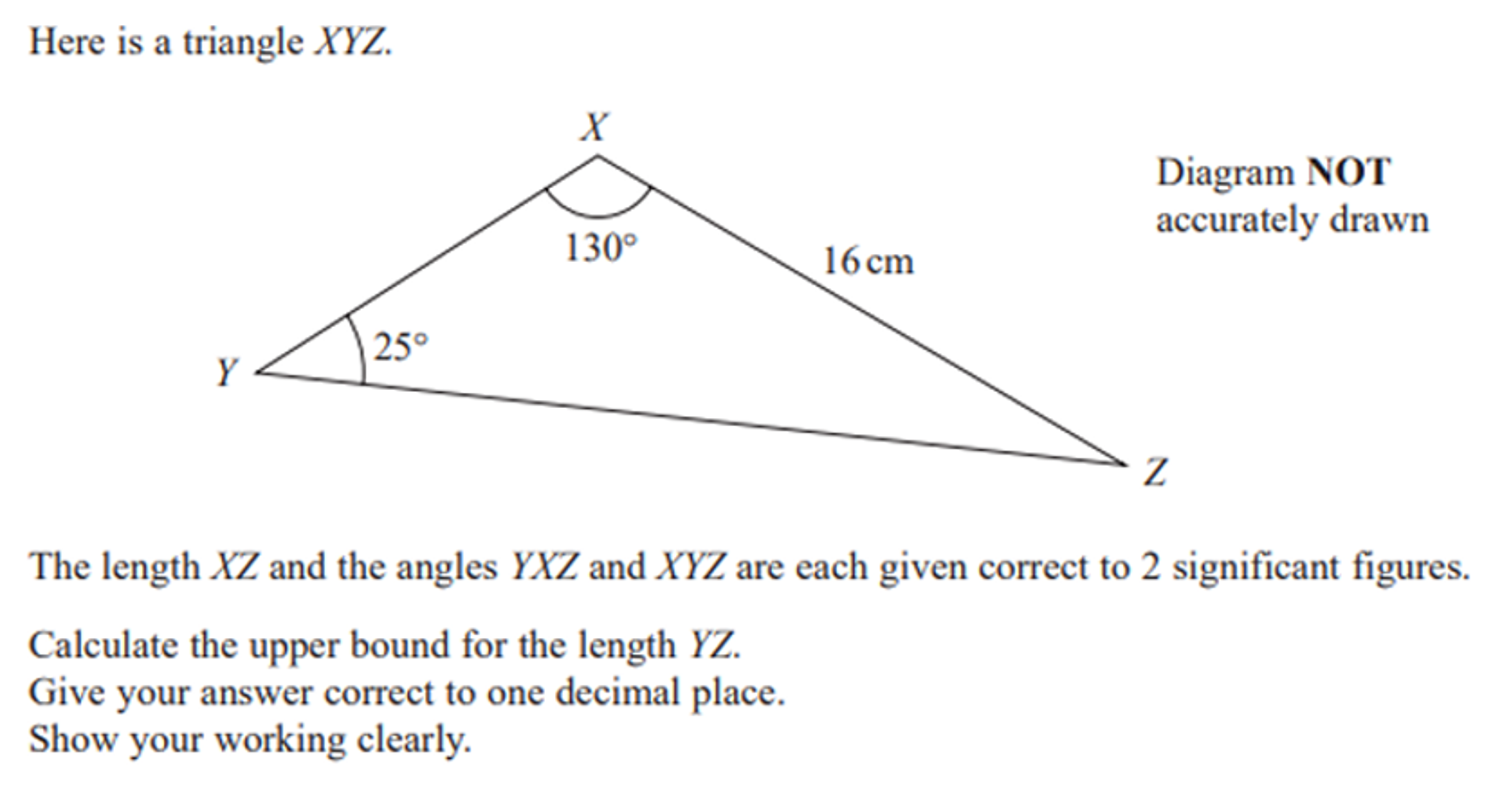 Here is a triangle XYZ.
X
Diagram NOT
accurately drawn
130°
16 cm
25°
Y
Z
The length XZ and the angles YXZ and XYZ are each given correct to 2 significant figures.
Calculate the upper bound for the length YZ.
Give your answer correct to one decimal place.
Show your working clearly.